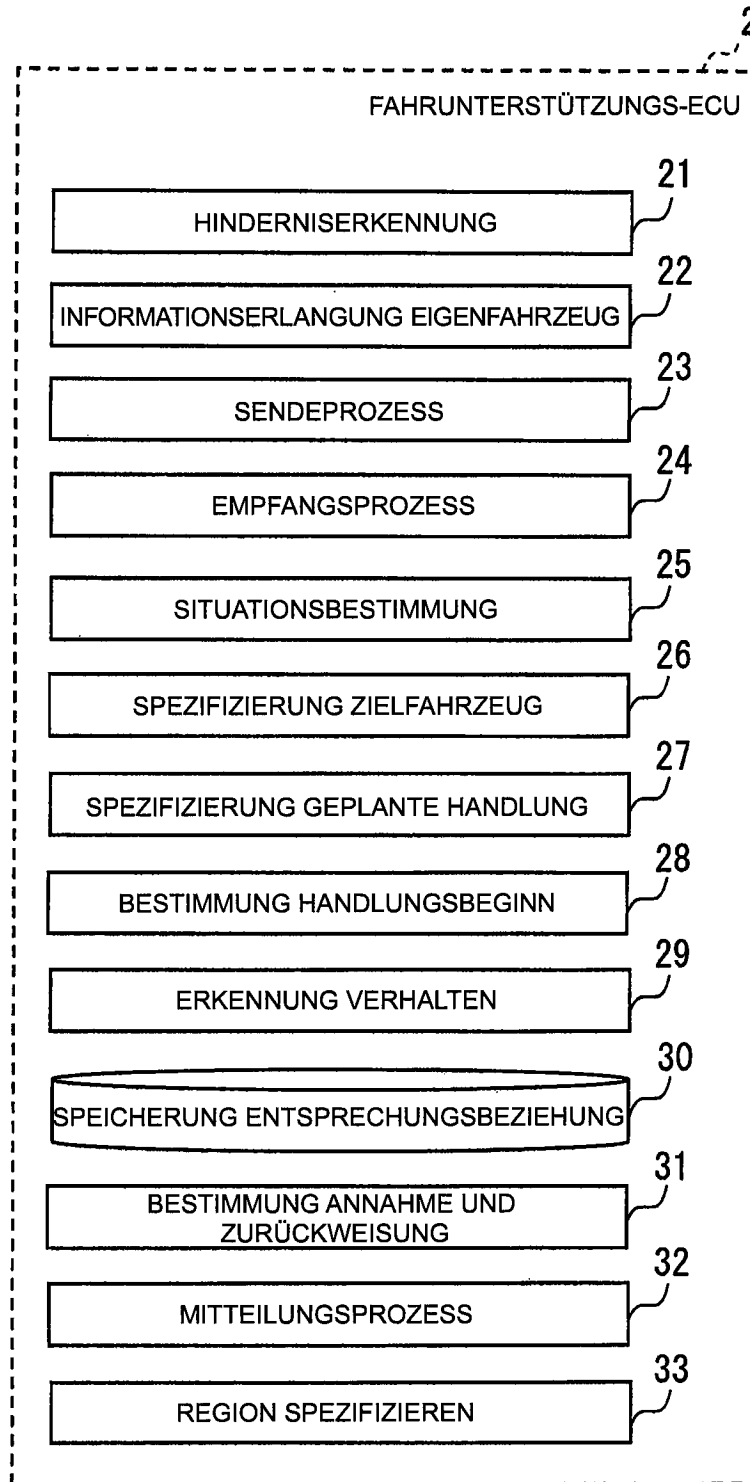 2
FAHRUNTERSTÜTZUNGS-ECU
21
HINDERNISERKENNUNG
22
INFORMATIONSERLANGUNG EIGENFAHRZEUG
23
SENDEPROZESS
24
EMPFANGSPROZESS
25
SITUATIONSBESTIMMUNG
26
SPEZIFIZIERUNG ZIELFAHRZEUG
27
SPEZIFIZIERUNG GEPLANTE HANDLUNG
28
BESTIMMUNG HANDLUNGSBEGINN
29
ERKENNUNG VERHALTEN
30
SPEICHERUNG ENTSPRECHUNGSBEZIEHUNG
31
BESTIMMUNG ANNAHME UND
ZURÜCKWEISUNG
32
MITTEILUNGSPROZESS
33
REGION SPEZIFIZIEREN